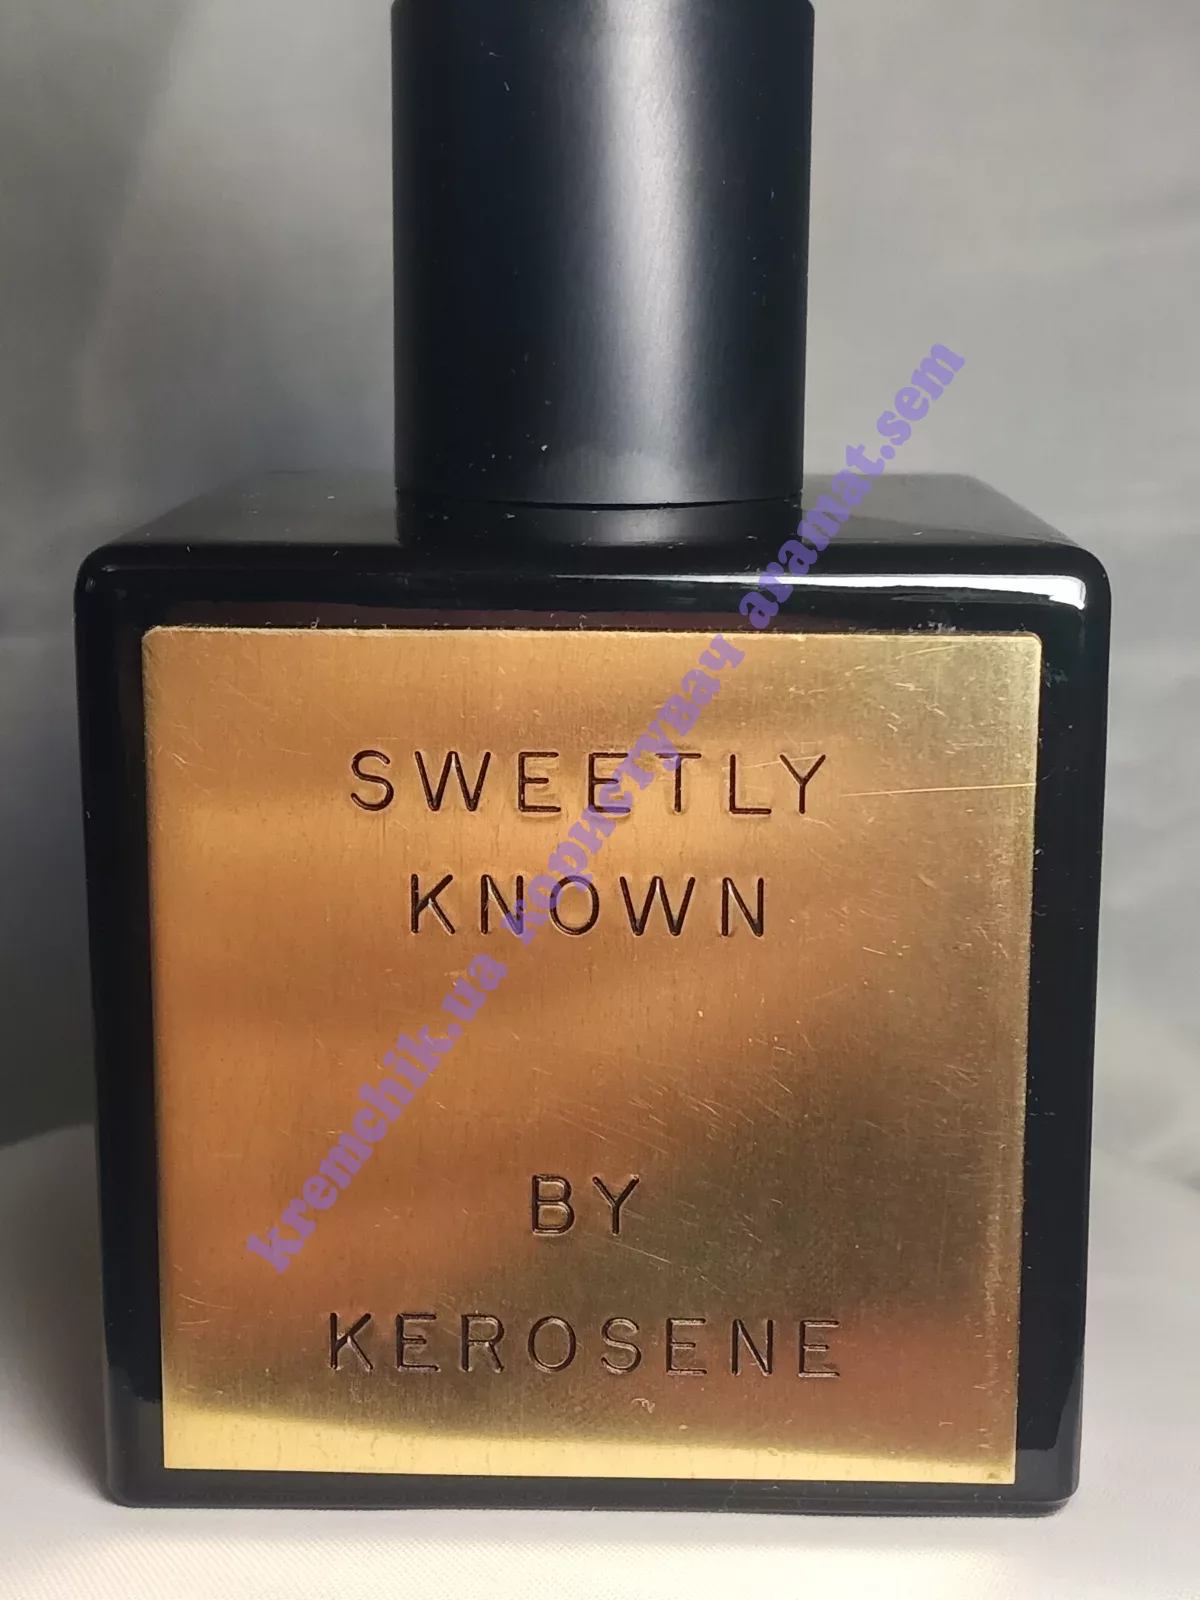 SWEETLY
KNOWN
BY
KEROSENE
kremchik.ua користувач aramat.sem